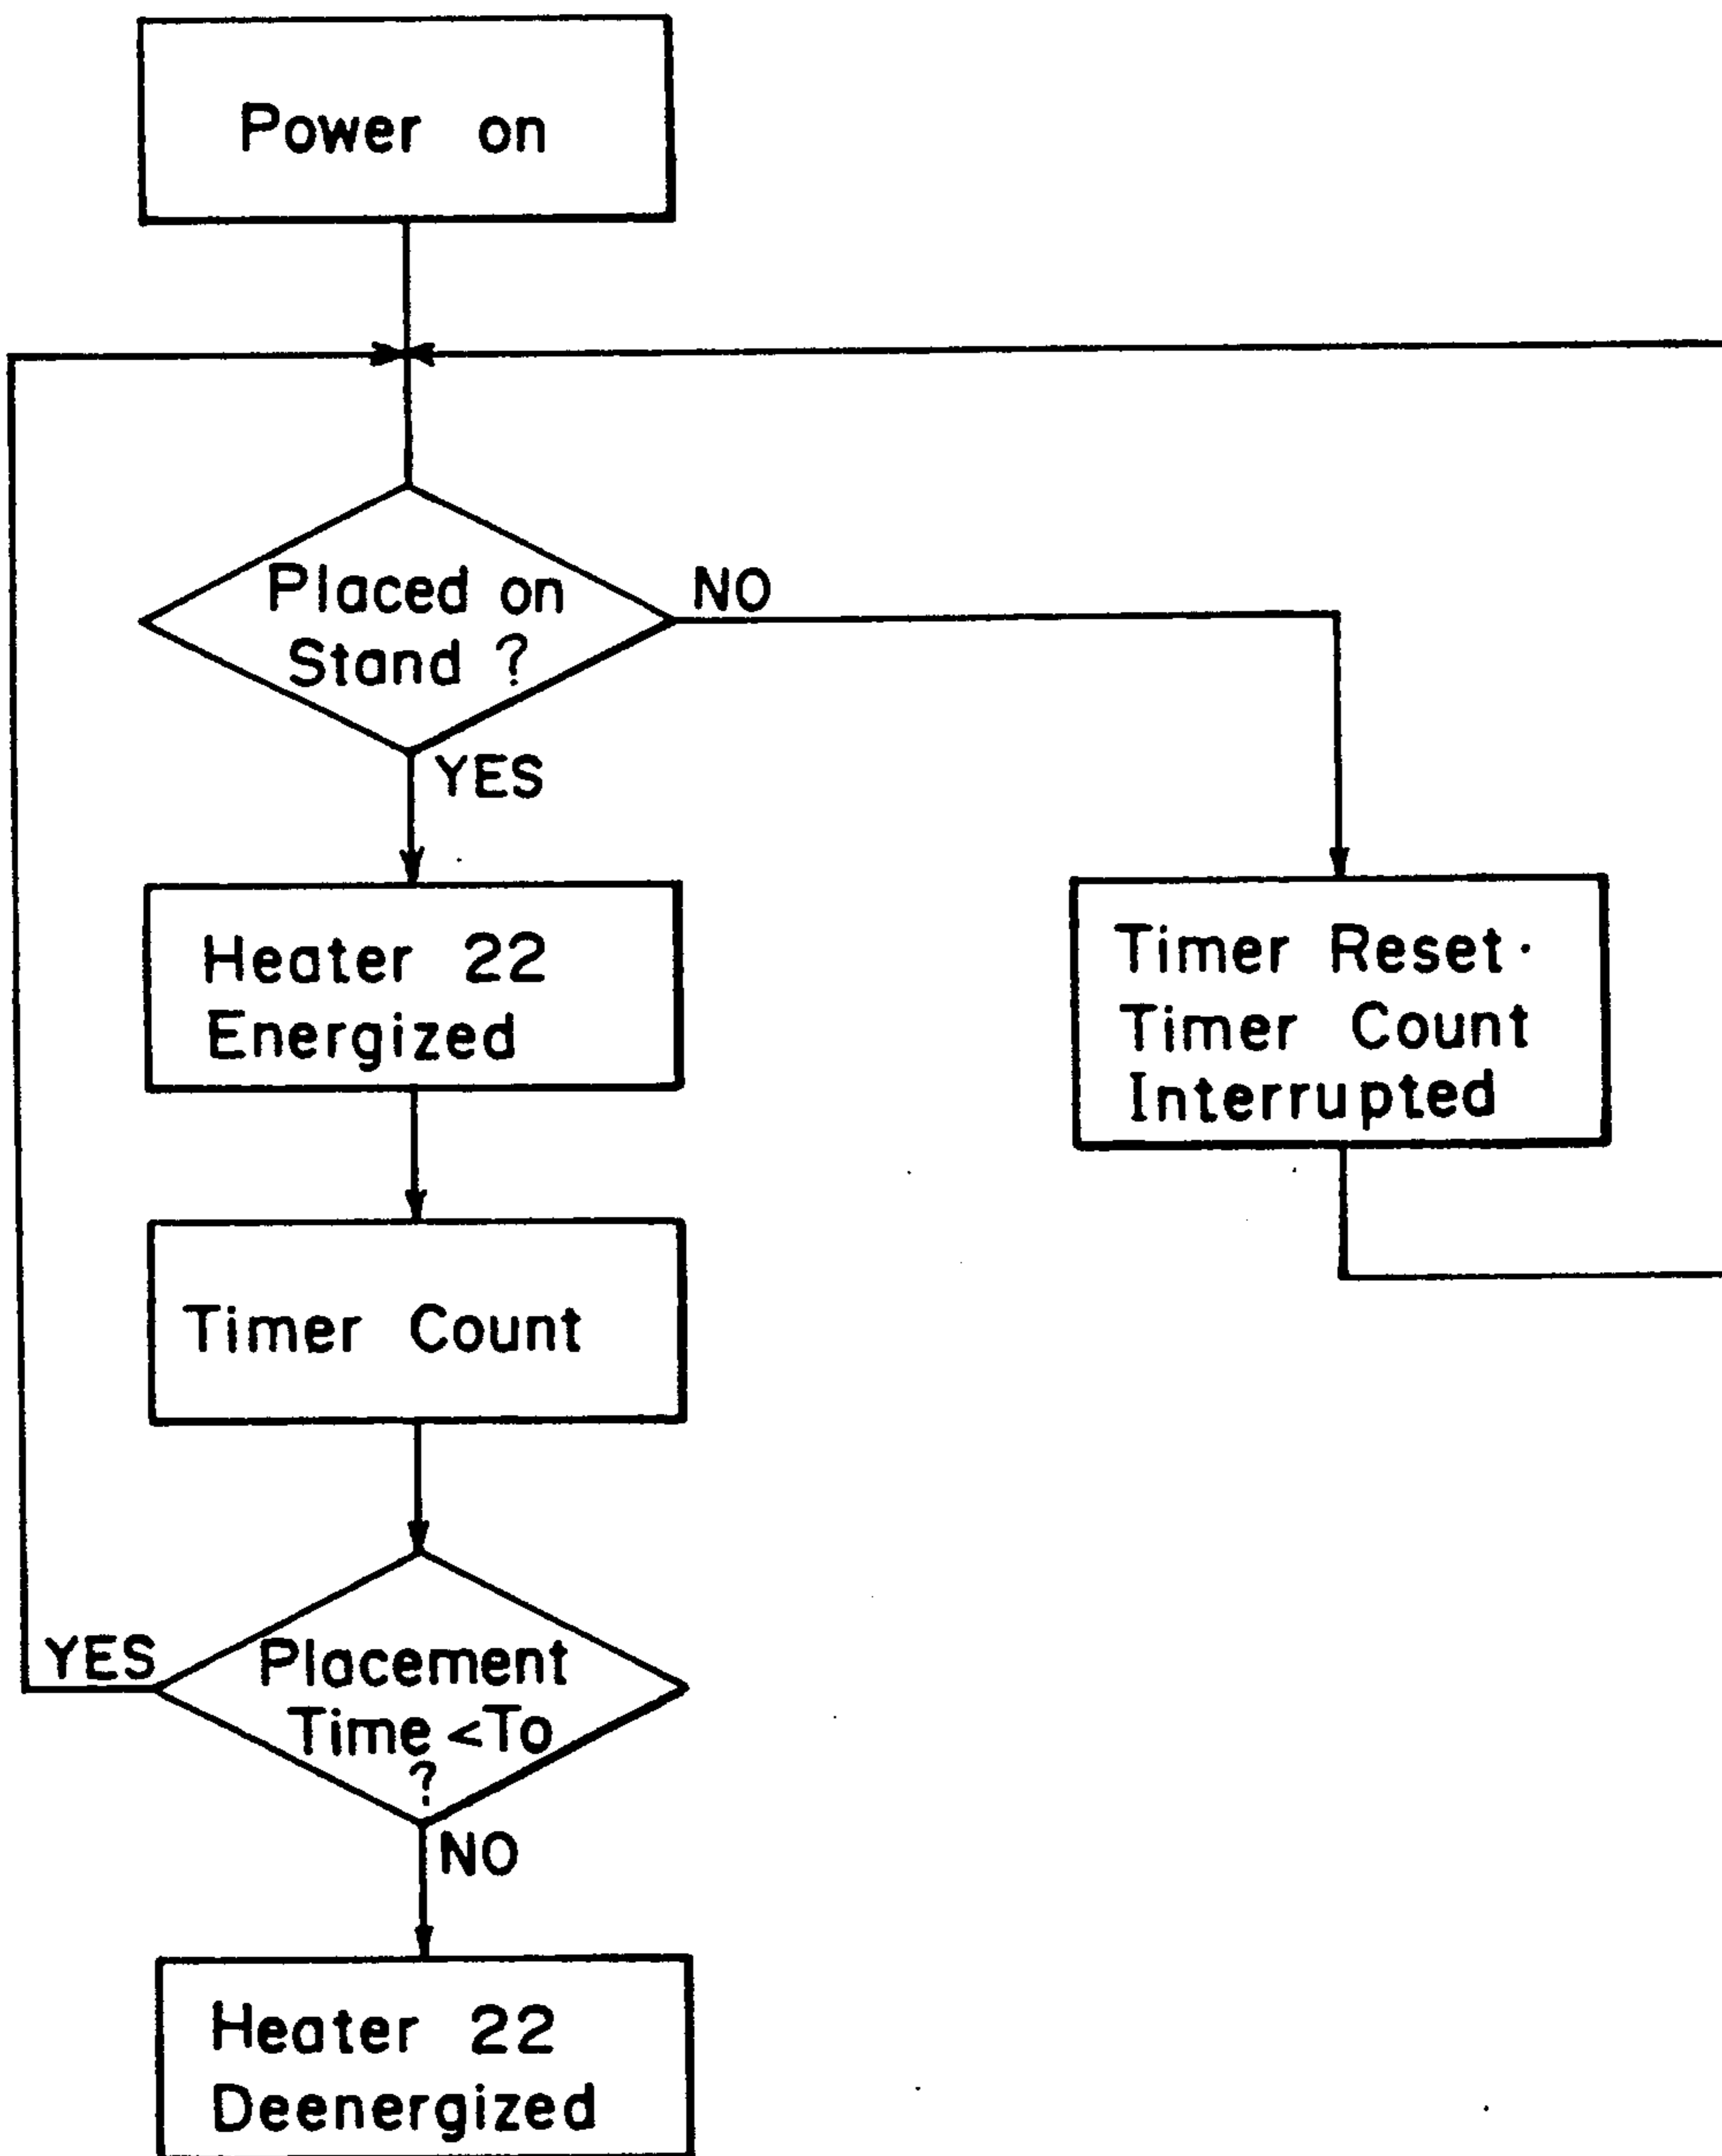 Power on
Placed on
Stand ?
NO
YES
Heater 22
Energized
Timer Reset·
Timer Count
Interrupted
Timer Count
YES
Placement
Time <To
?
NO
Heater 22
Deenergized